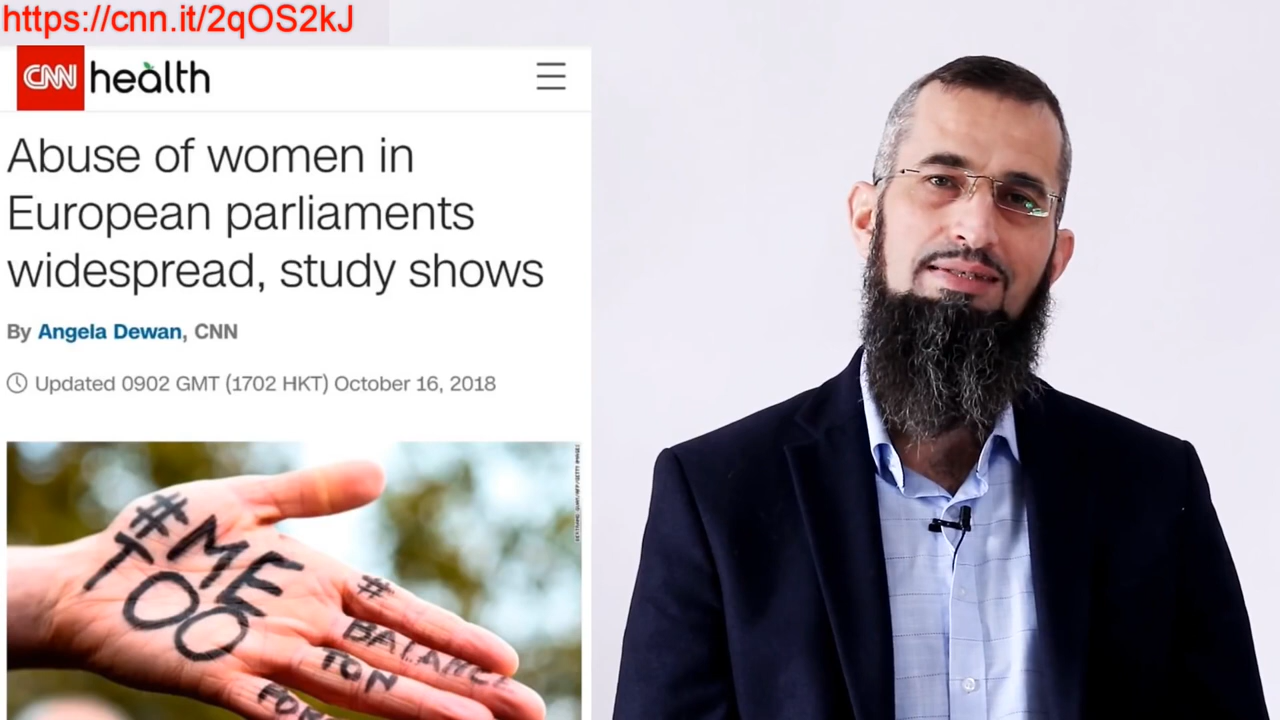 https://cnn.it/2qOS2kJ
CNN health
Abuse of women in
European parliaments
widespread, study shows
By Angela Dewan, CNN
Updated 0902 GMT (1702 HKT) October 16, 2018
#ME
TOO
#
BALANCE
TON